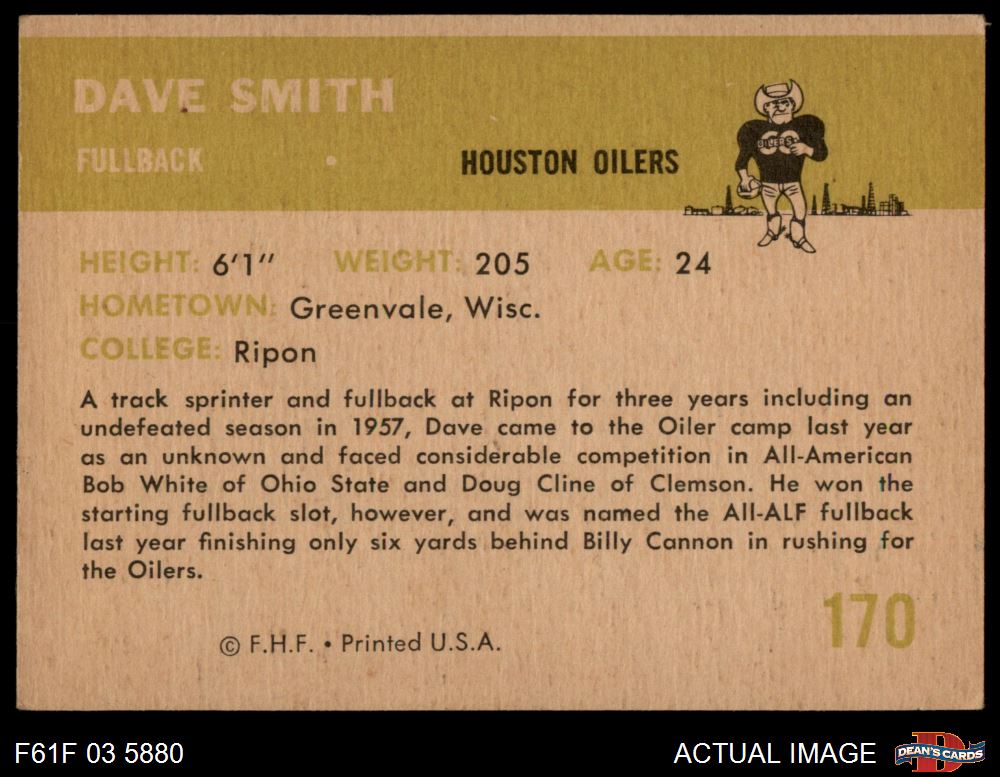 DAVE SMITH
FULLBACK
HOUSTON OILERS
OILERS
HEIGHT: 6'1" WEIGHT: 205 AGE: 24
HOMETOWN: Greenvale, Wisc.
COLLEGE: Ripon
A track sprinter and fullback at Ripon for three years including an
undefeated season in 1957, Dave came to the Oiler camp last year
as an unknown and faced considerable competition in All-American
Bob White of Ohio State and Doug Cline of Clemson. He won the
starting fullback slot, however, and was named the All-ALF fullback
last year finishing only six yards behind Billy Cannon in rushing for
the Oilers.
170
© F.H.F. • Printed U.S.A.
F61F 03 5880
ACTUAL IMAGE
DEAN'S CARDS